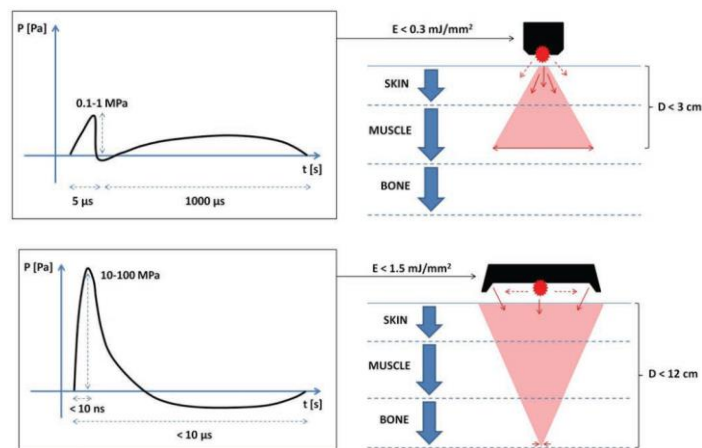 P [Pa]
0.1-1 MPa
t [s]
5 µs
1000 µs
E < 0.3 mJ/mm²
SKIN
MUSCLE
BONE
D < 3 cm
P [Pa]
10-100 MPa
t [s]
< 10 ns
< 10 µs
E < 1.5 mJ/mm²
SKIN
MUSCLE
BONE
D < 12 cm